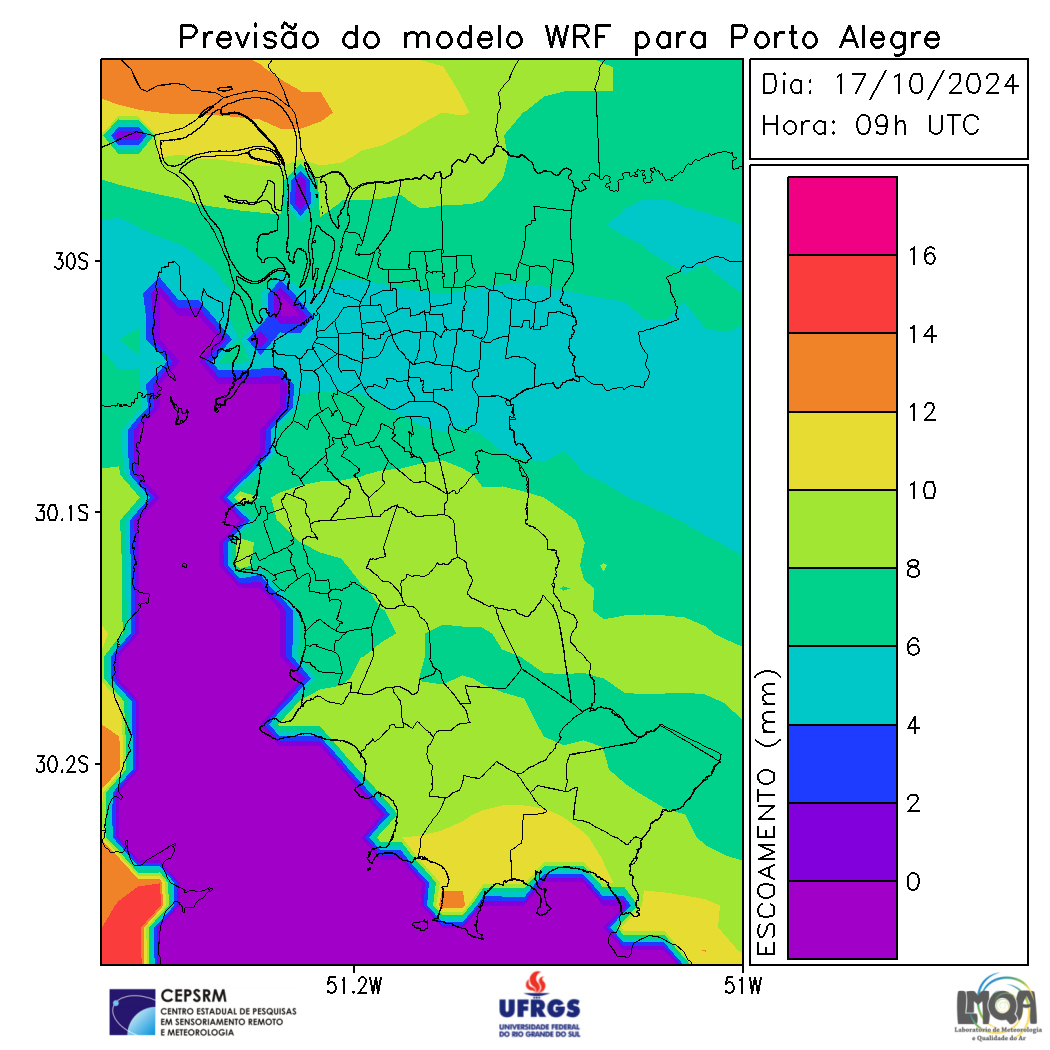 Previsão do modelo WRF para Porto Alegre
Dia: 17/10/2024
Hora: 09h UTC
30S
30.1S
30.2S
51.2W
51W
ESCOAMENTO (mm)
16
14
12
10
8
6
4
2
0
CEPSRM
CENTRO ESTADUAL DE PESQUISAS
EM SENSORIAMENTO REMOTO
E METEOROLOGIA
UFRGS
UNIVERSIDADE FEDERAL
DO RIO GRANDE DO SUL
LMQA
Laboratório de Meteorologia
e Qualidade do Ar